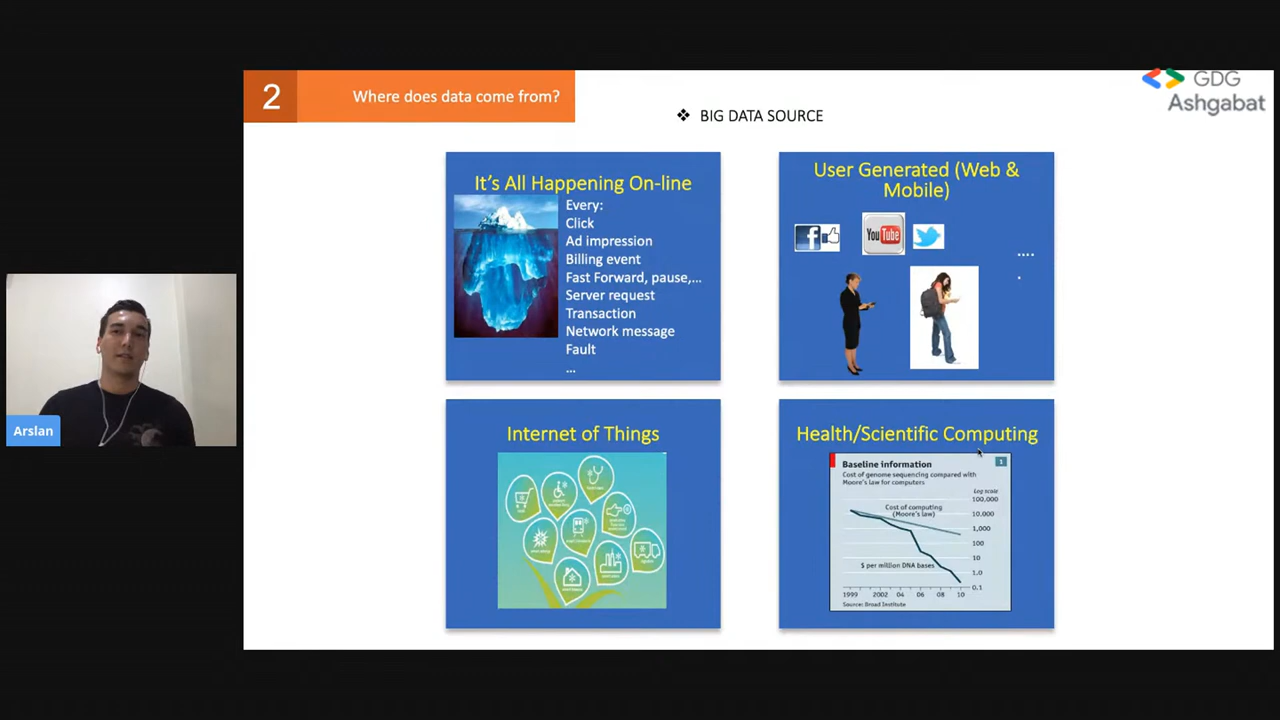 2
Where does data come from?
❖ BIG DATA SOURCE
GDG
Ashgabat
It's All Happening On-line
Every:
Click
Ad impression
Billing event
Fast Forward, pause,...
Server request
Transaction
Network message
Fault
...
User Generated (Web &
Mobile)
f
You Tube
....
.
Arslan
Internet of Things
Health/Scientific Computing
Baseline information
1
Cost of genome sequencing compared with
Moore's law for computers
Log scale
100,000
10,000
1,000
100
10
1.0
0.1
Cost of computing
(Moore's law)
$ per million DNA bases
1999 2002 04 06 08 10
Source: Broad Institute